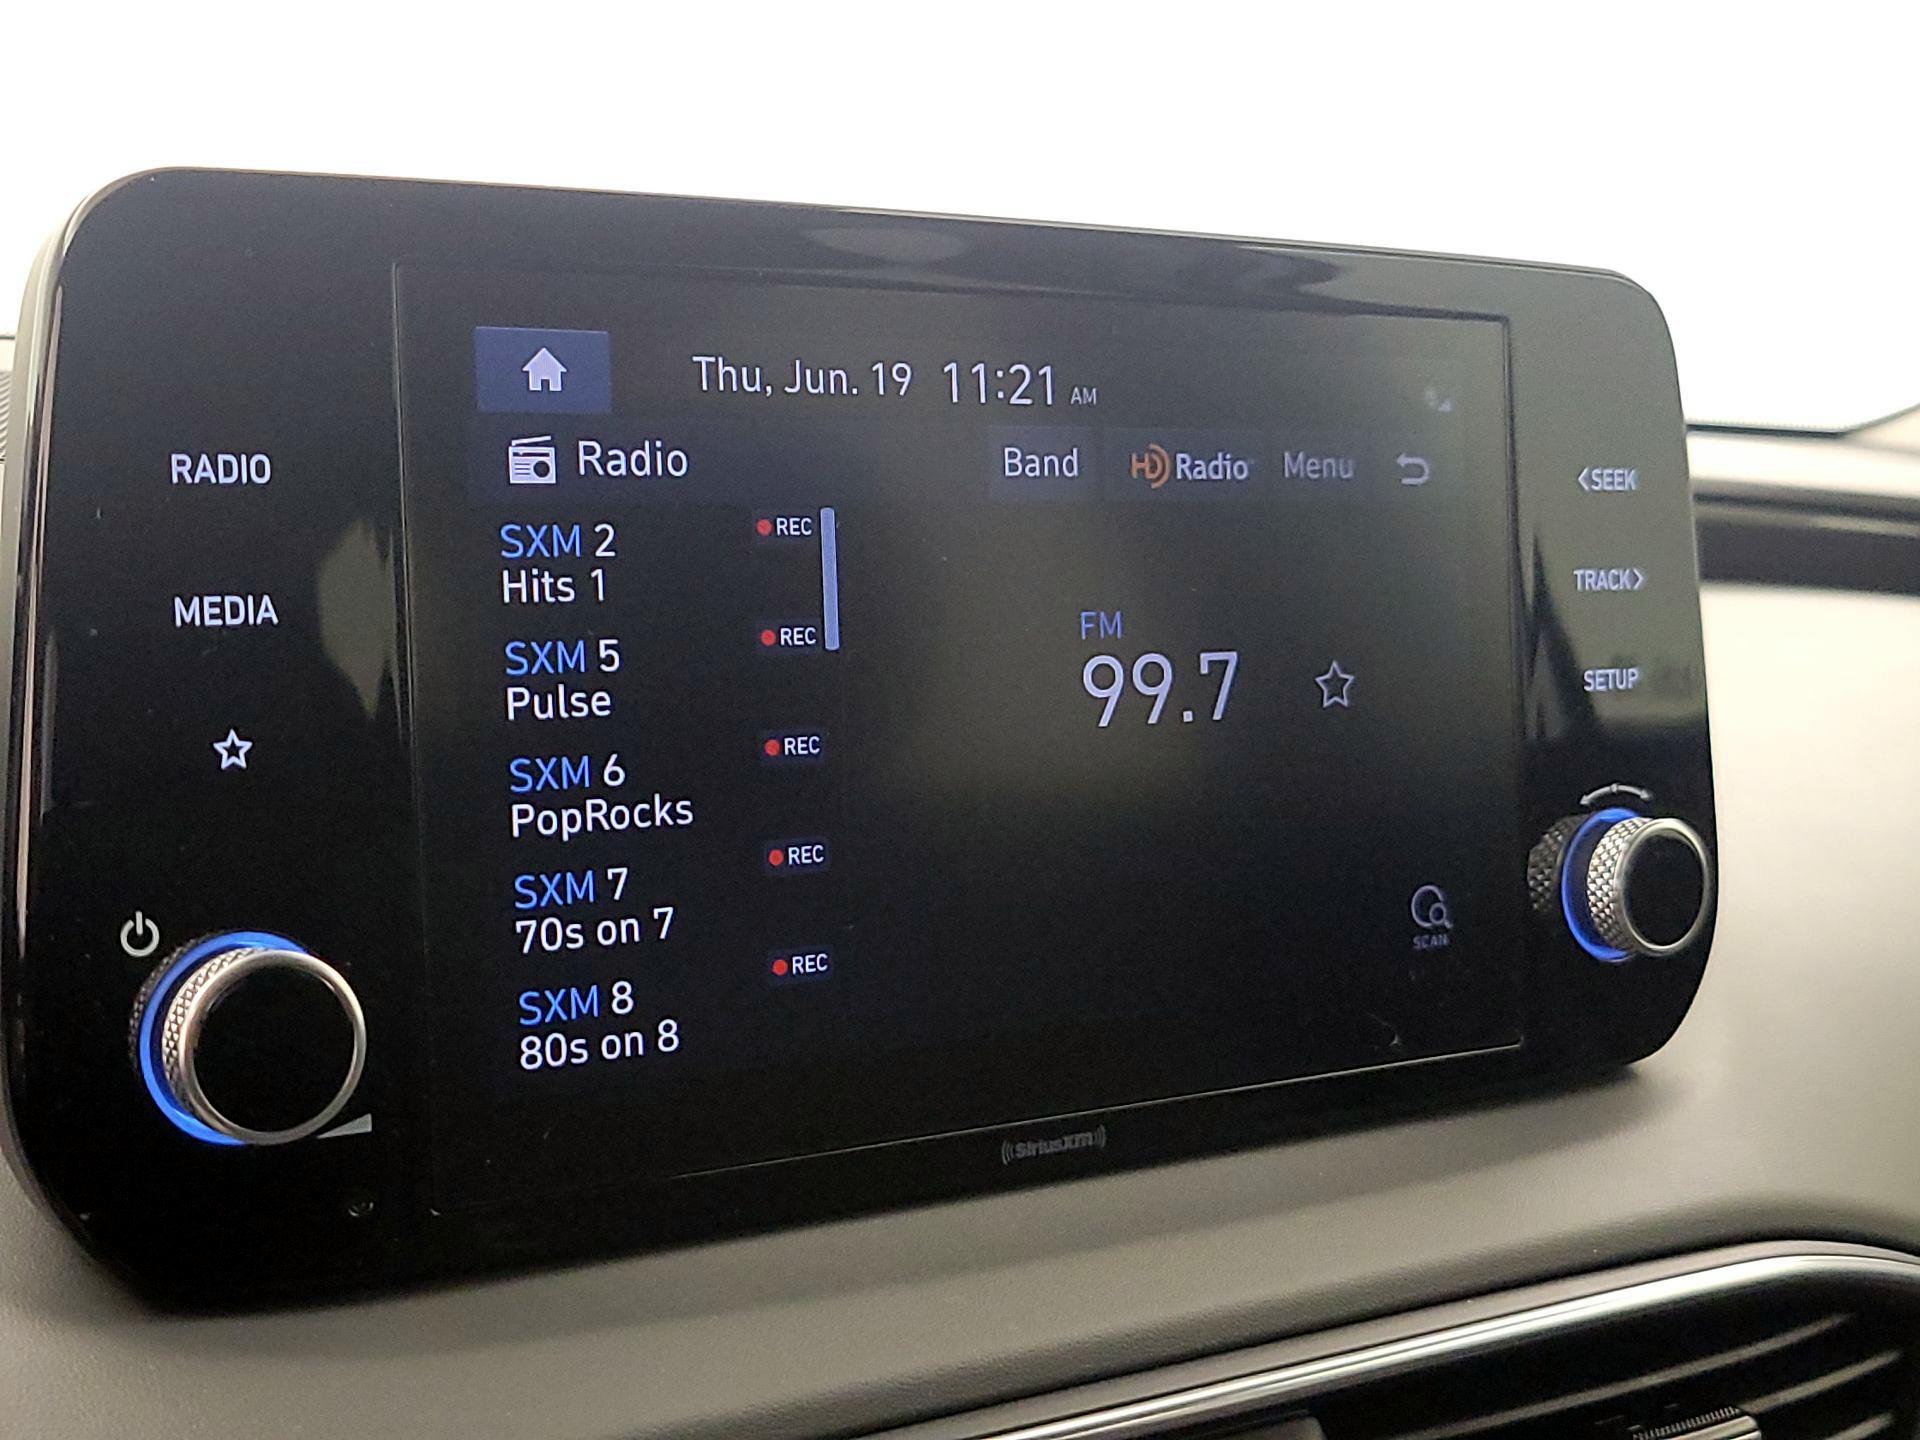 Thu, Jun. 19 11:21 AM
Radio Band HD Radio Menu
RADIO
MEDIA
SXM 2 REC
Hits 1
SXM 5 REC
Pulse
SXM 6 REC
PopRocks
SXM 7 REC
70s on 7
SXM 8 REC
80s on 8
FM
99.7
SCAN
<SEEK
TRACK>
SETUP
((SiriusXM))